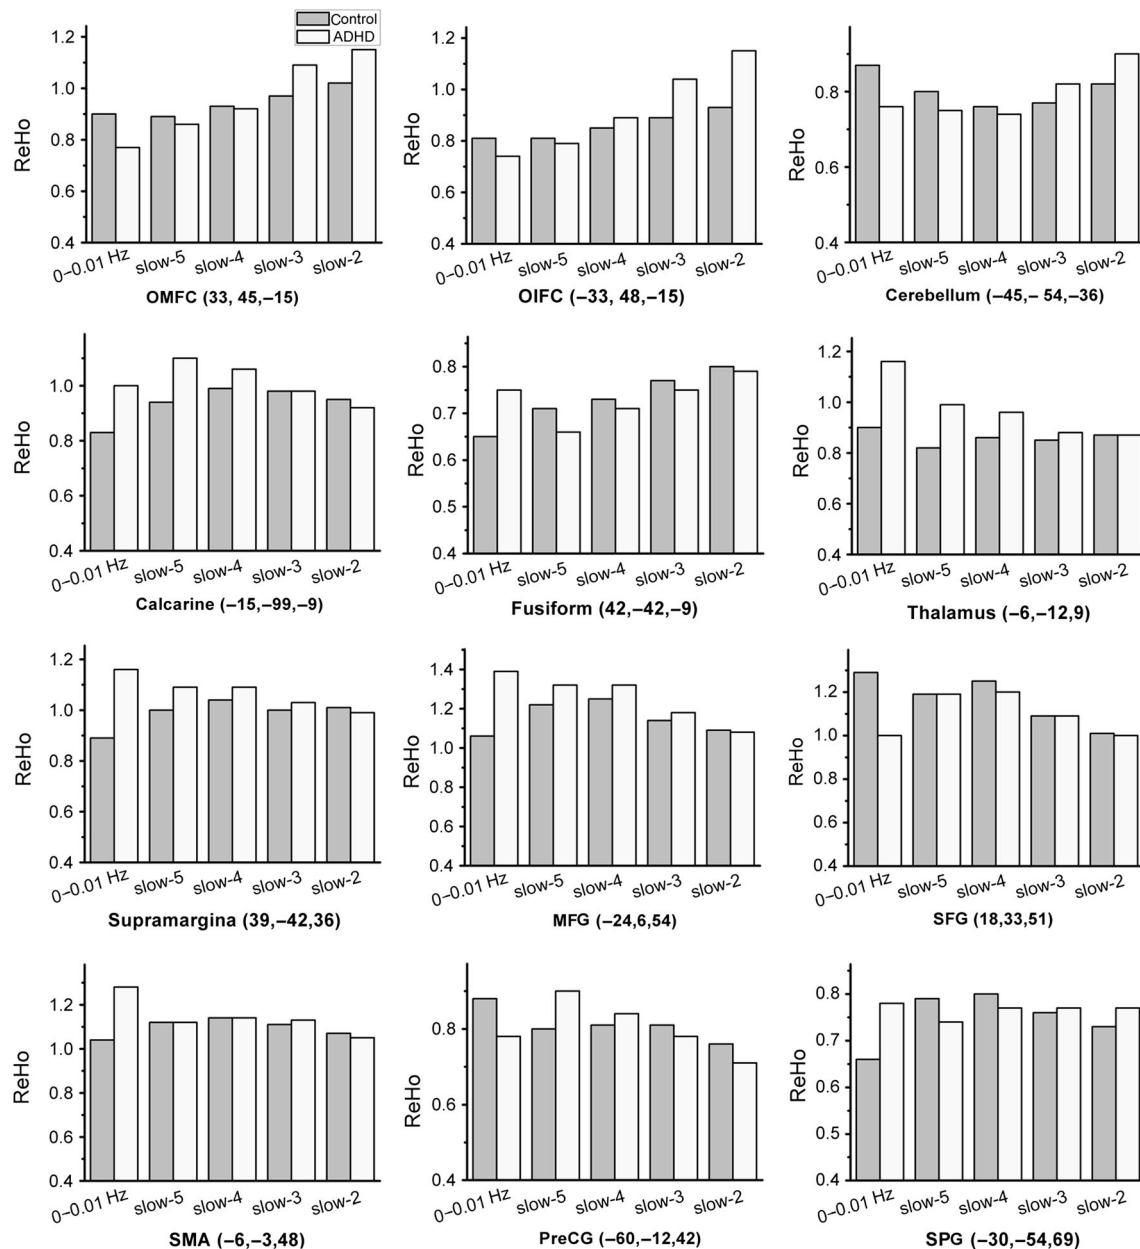 Control
ADHD
1.2
1.0
0.8
0.6
0.4
ReHo
0–0.01 Hz
slow-5
slow-4
slow-3
slow-2
OMFC (33, 45,–15)
1.2
1.0
0.8
0.6
0.4
ReHo
0–0.01 Hz
slow-5
slow-4
slow-3
slow-2
OIFC (–33, 48,–15)
0.8
0.6
0.4
ReHo
0–0.01 Hz
slow-5
slow-4
slow-3
slow-2
Cerebellum (–45,– 54,–36)
1.0
0.8
0.6
0.4
ReHo
0–0.01 Hz
slow-5
slow-4
slow-3
slow-2
Calcarine (–15,–99,–9)
0.8
0.7
0.6
0.5
0.4
ReHo
0–0.01 Hz
slow-5
slow-4
slow-3
slow-2
Fusiform (42,–42,–9)
1.2
1.0
0.8
0.6
0.4
ReHo
0–0.01 Hz
slow-5
slow-4
slow-3
slow-2
Thalamus (–6,–12,9)
1.2
1.0
0.8
0.6
0.4
ReHo
0–0.01 Hz
slow-5
slow-4
slow-3
slow-2
Supramargina (39,–42,36)
1.4
1.2
1.0
0.8
0.6
0.4
ReHo
0–0.01 Hz
slow-5
slow-4
slow-3
slow-2
MFG (–24,6,54)
1.2
1.0
0.8
0.6
0.4
ReHo
0–0.01 Hz
slow-5
slow-4
slow-3
slow-2
SFG (18,33,51)
1.2
1.0
0.8
0.6
0.4
ReHo
0–0.01 Hz
slow-5
slow-4
slow-3
slow-2
SMA (–6,–3,48)
0.8
0.6
0.4
ReHo
0–0.01 Hz
slow-5
slow-4
slow-3
slow-2
PreCG (–60,–12,42)
0.8
0.7
0.6
0.5
0.4
ReHo
0–0.01 Hz
slow-5
slow-4
slow-3
slow-2
SPG (–30,–54,69)